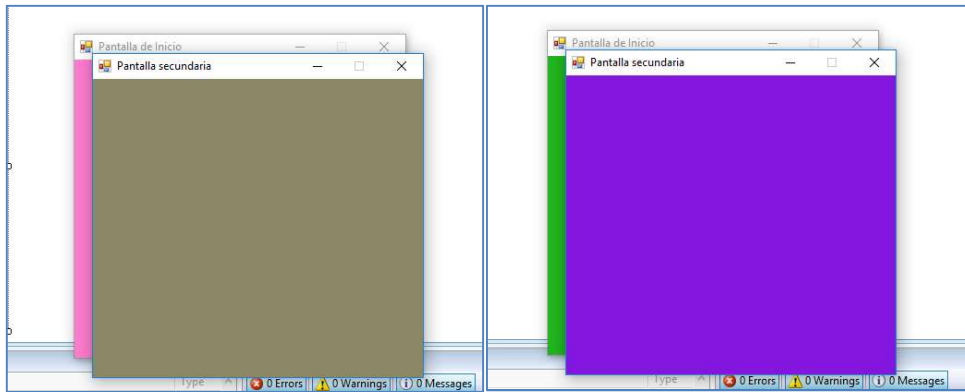 Pantalla de Inicio
Pantalla secundaria
Type
0 Errors
0 Warnings
0 Messages
Pantalla de Inicio
Pantalla secundaria
Type
0 Errors
0 Warnings
0 Messages